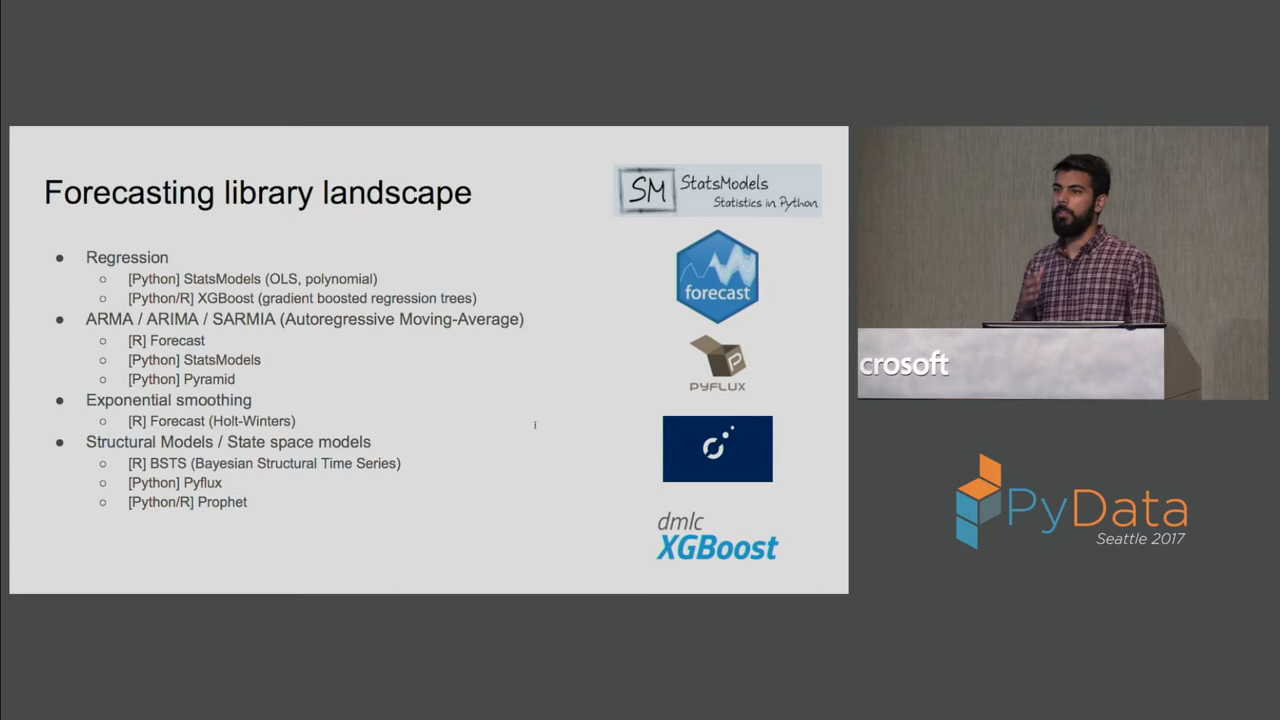 Forecasting library landscape
Regression
[Python] StatsModels (OLS, polynomial)
[Python/R] XGBoost (gradient boosted regression trees)
ARMA / ARIMA / SARMIA (Autoregressive Moving-Average)
[R] Forecast
[Python] StatsModels
[Python] Pyramid
Exponential smoothing
[R] Forecast (Holt-Winters)
Structural Models / State space models
[R] BSTS (Bayesian Structural Time Series)
[Python] Pyflux
[Python/R] Prophet
SM StatsModels
Statistics in Python
forecast
P
PYFLUX
dmlc
XGBoost
crosoft
PyData
Seattle 2017